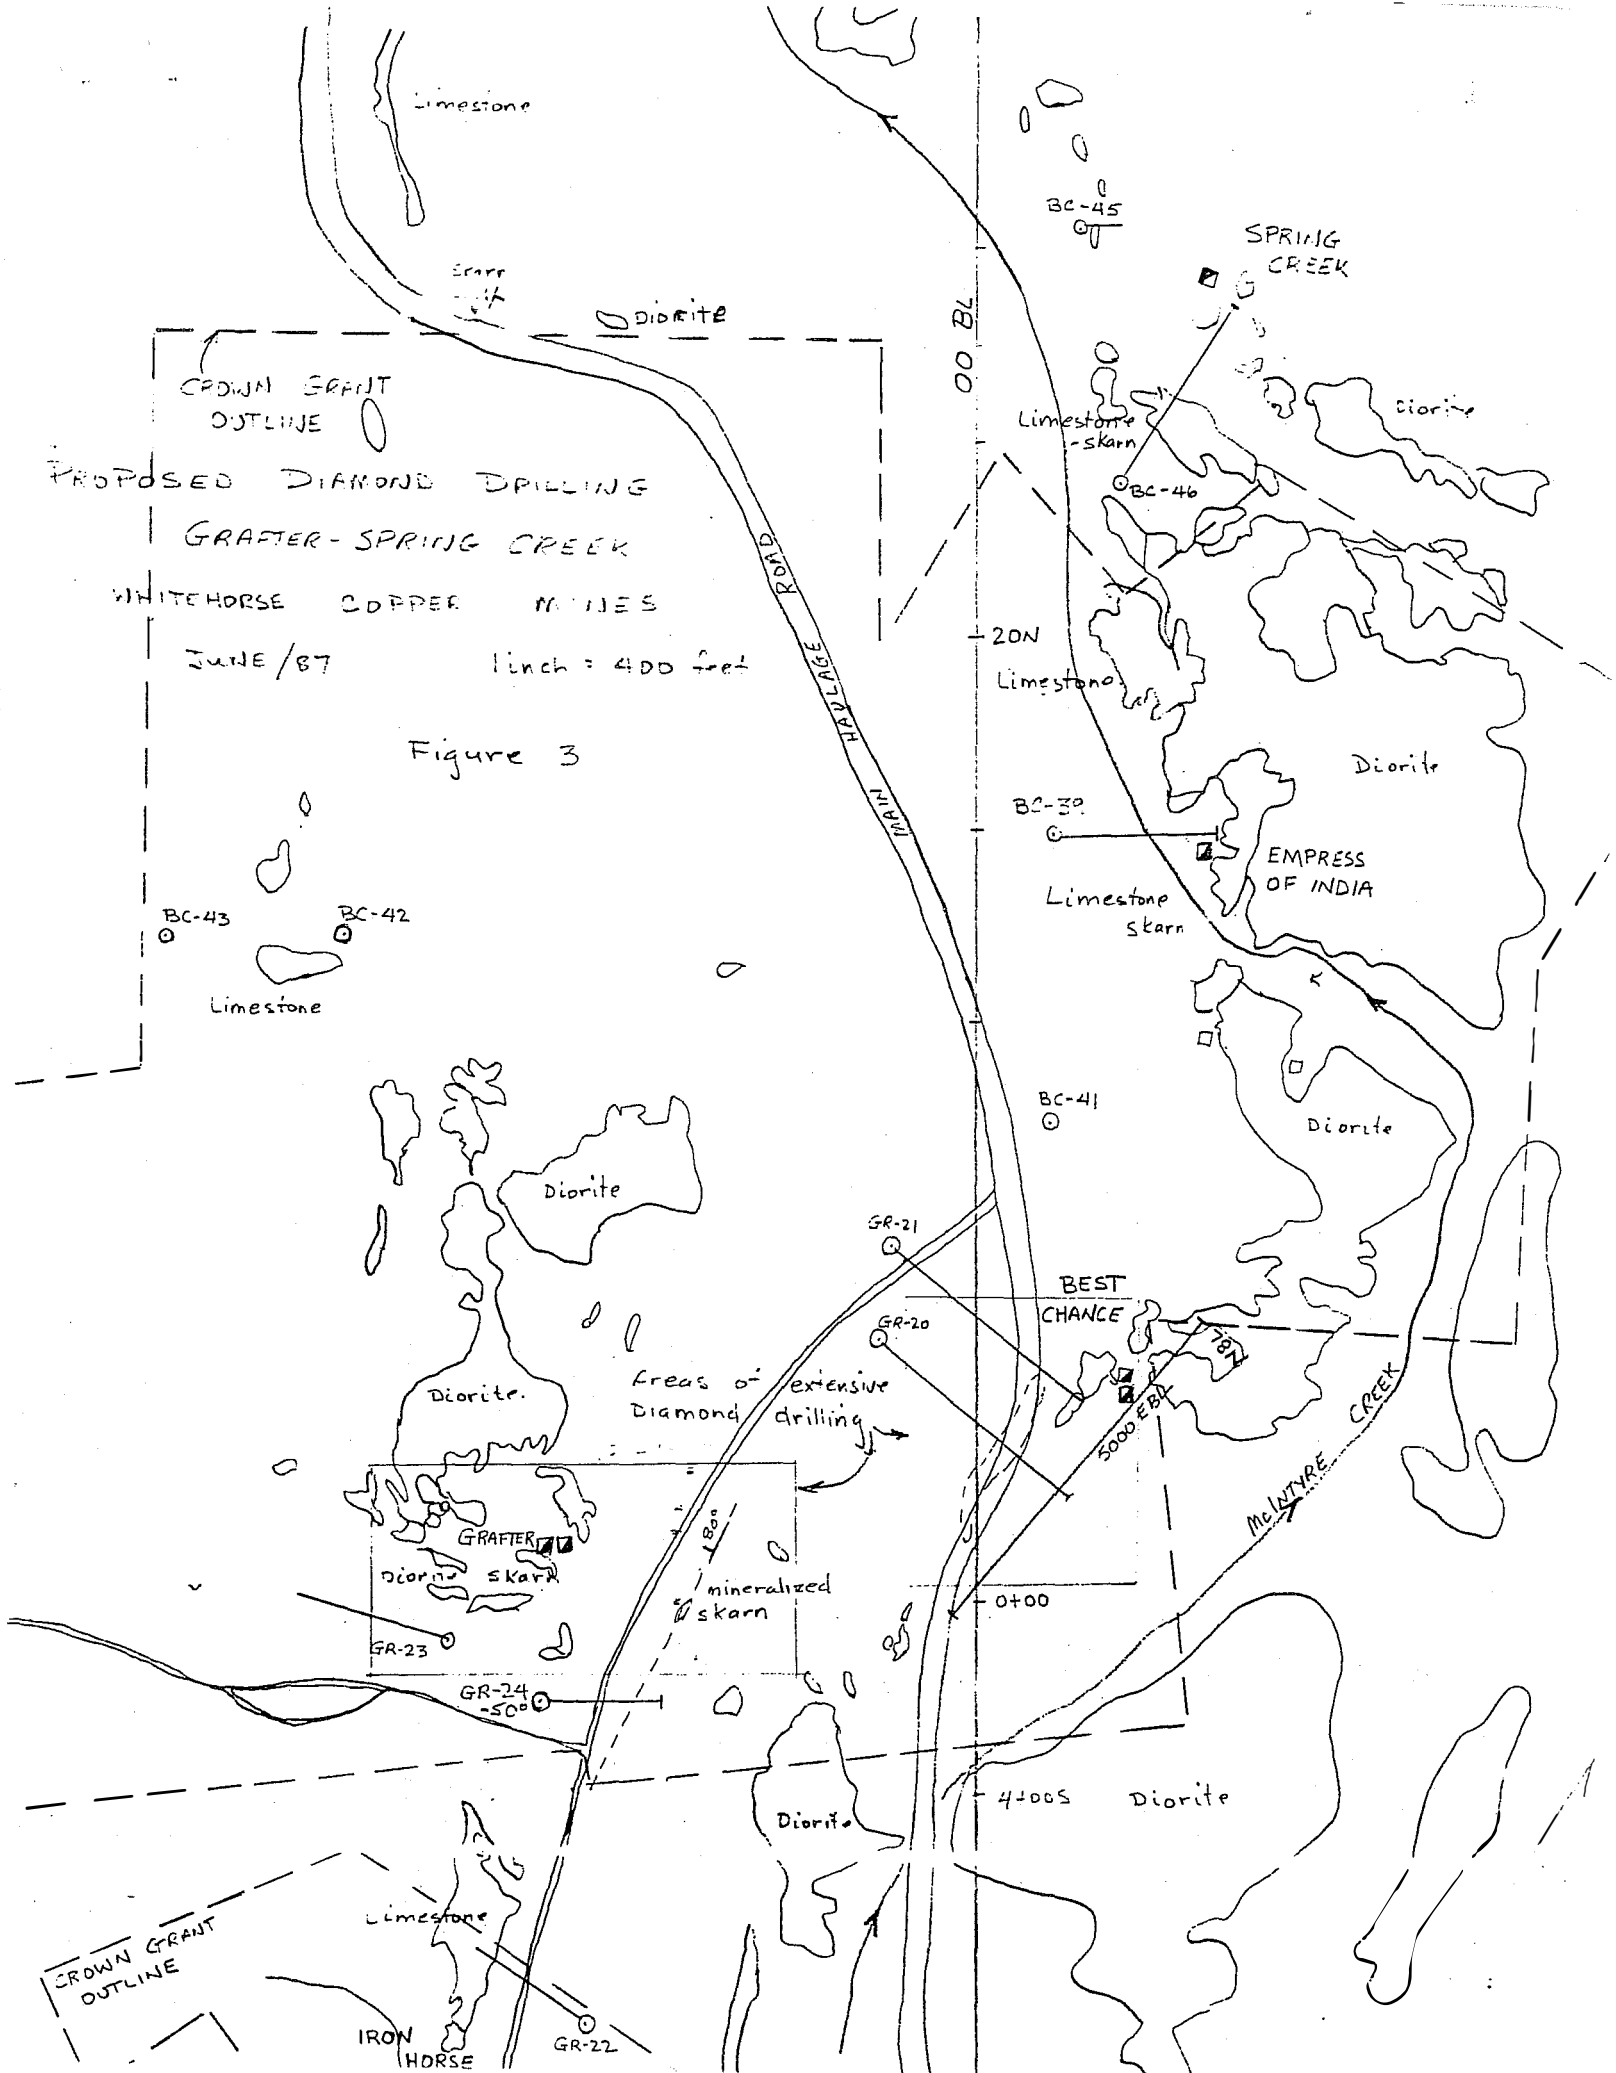 Limestone
BC-45
SPRING
CREEK
Diorite
00 BL
CROWN GRANT
OUTLINE
Limestone
-skarn
Diorite
BC-46
PROPOSED DIAMOND DRILLING
GRAFTER-SPRING CREEK
WHITEHORSE COPPER MINES
JUNE/87 1 inch = 400 feet
Figure 3
MAIN HAULAGE ROAD
20N
Limestone
Diorite
BC-39
EMPRESS
OF INDIA
Limestone
Skarn
BC-43
BC-42
Limestone
BC-41
Diorite
Diorite
GR-21
BEST
CHANCE
GR-20
78N
Diorite.
Areas of extensive
Diamond drilling
5000 EBL
McINTYRE CREEK
GRAFTER
Diorite Skarn
80°
mineralized
skarn
0+00
GR-23
GR-24
-50°
4+00S
Diorite
Diorite
Limestone
CROWN GRANT
OUTLINE
IRON
HORSE
GR-22